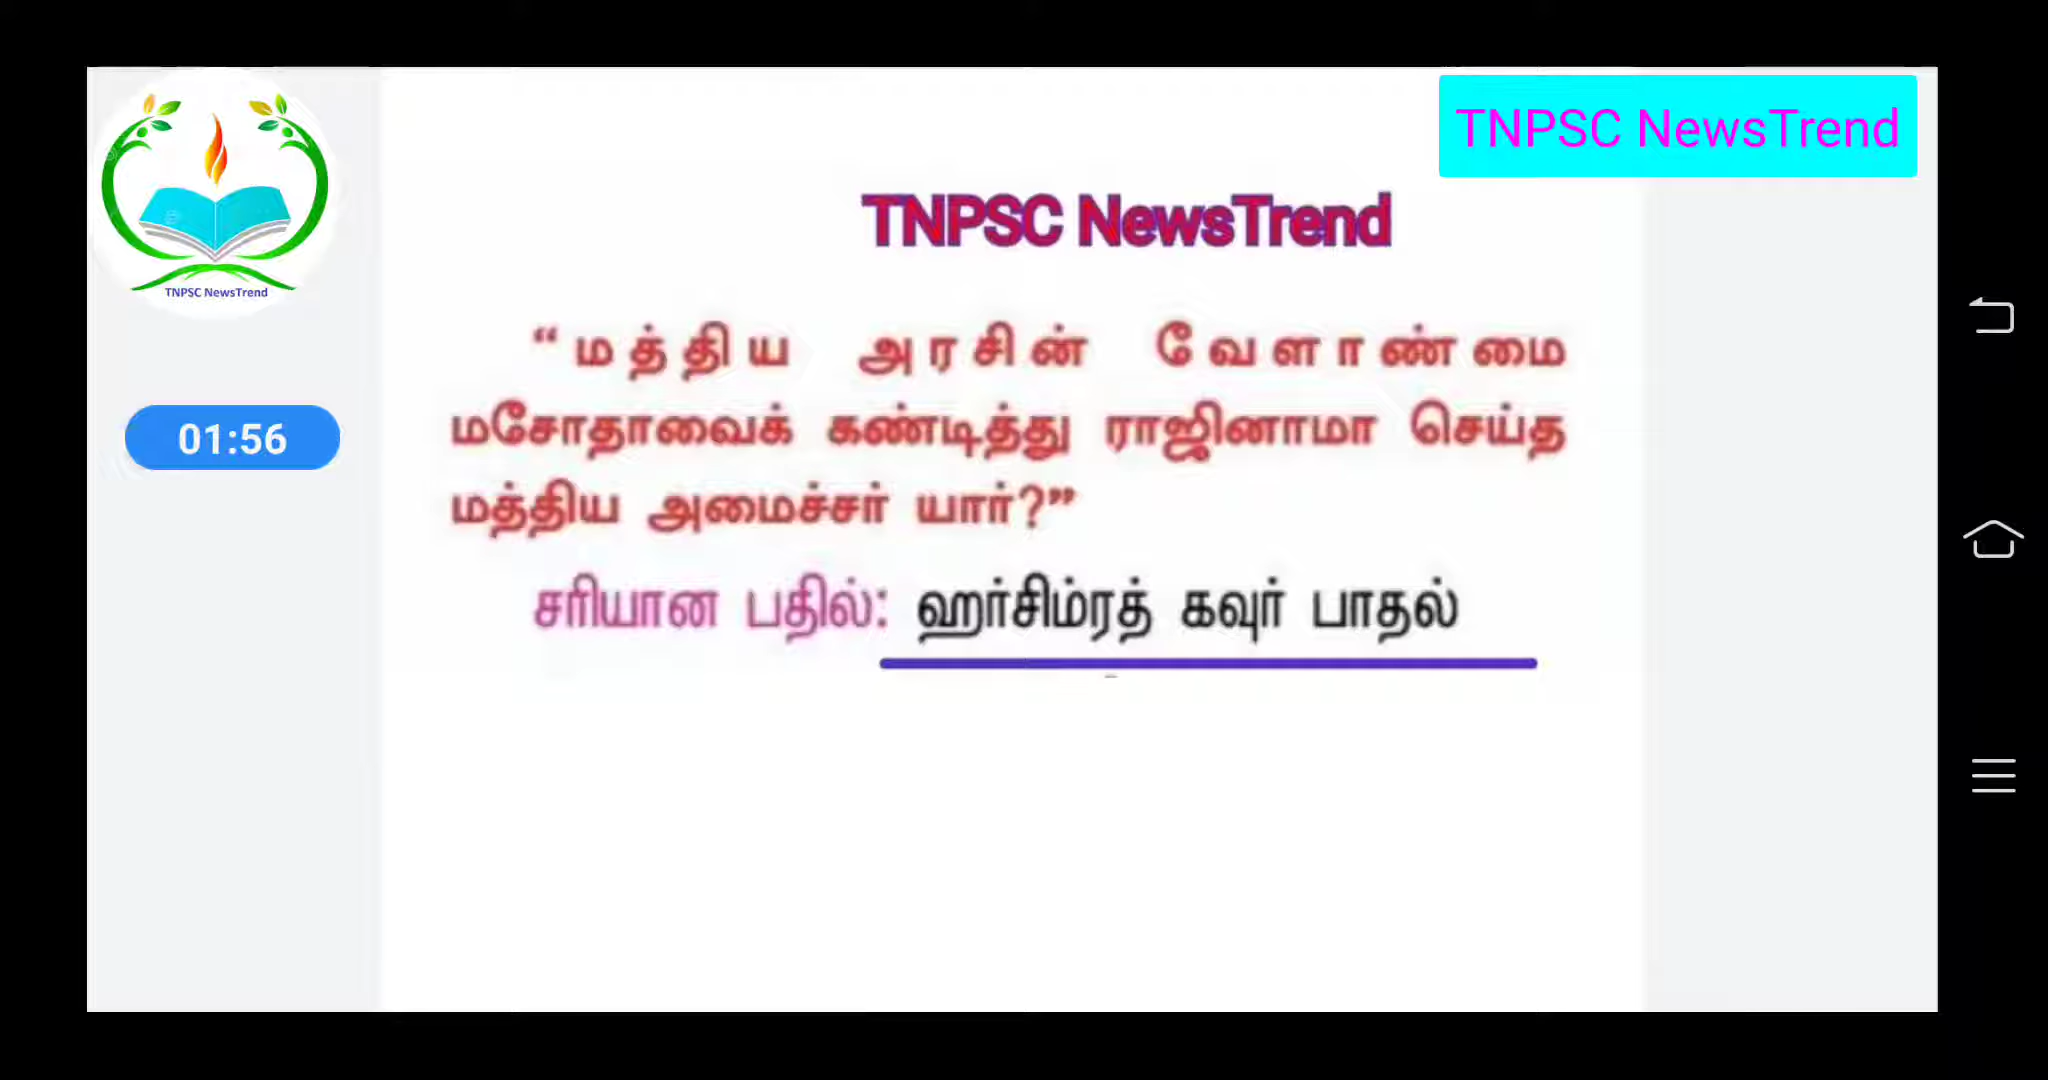 TNPSC NewsTrend
TNPSC NewsTrend
TNPSC NewsTrend
“மத்திய அரசின் வேளாண்மை
மசோதாவைக் கண்டித்து ராஜினாமா செய்த
மத்திய அமைச்சர் யார்?”
01:56
சரியான பதில்: ஹர்சிம்ரத் கவுர் பாதல்